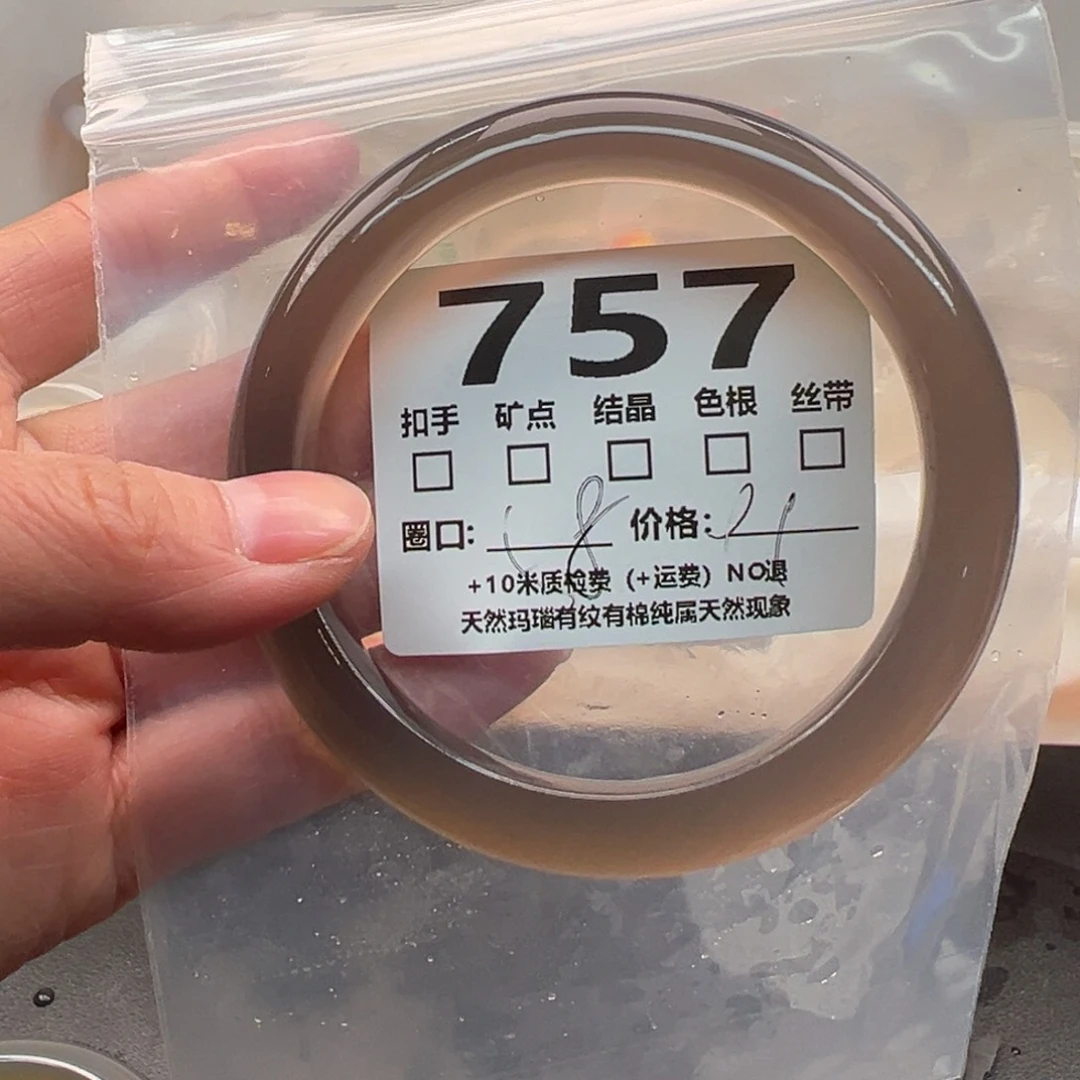 757
扣手 矿点 结晶 色根 丝带
圈口: 8 价格: 2
+10米质检费（+运费）NO退
天然玛瑙有纹有棉纯属天然现象